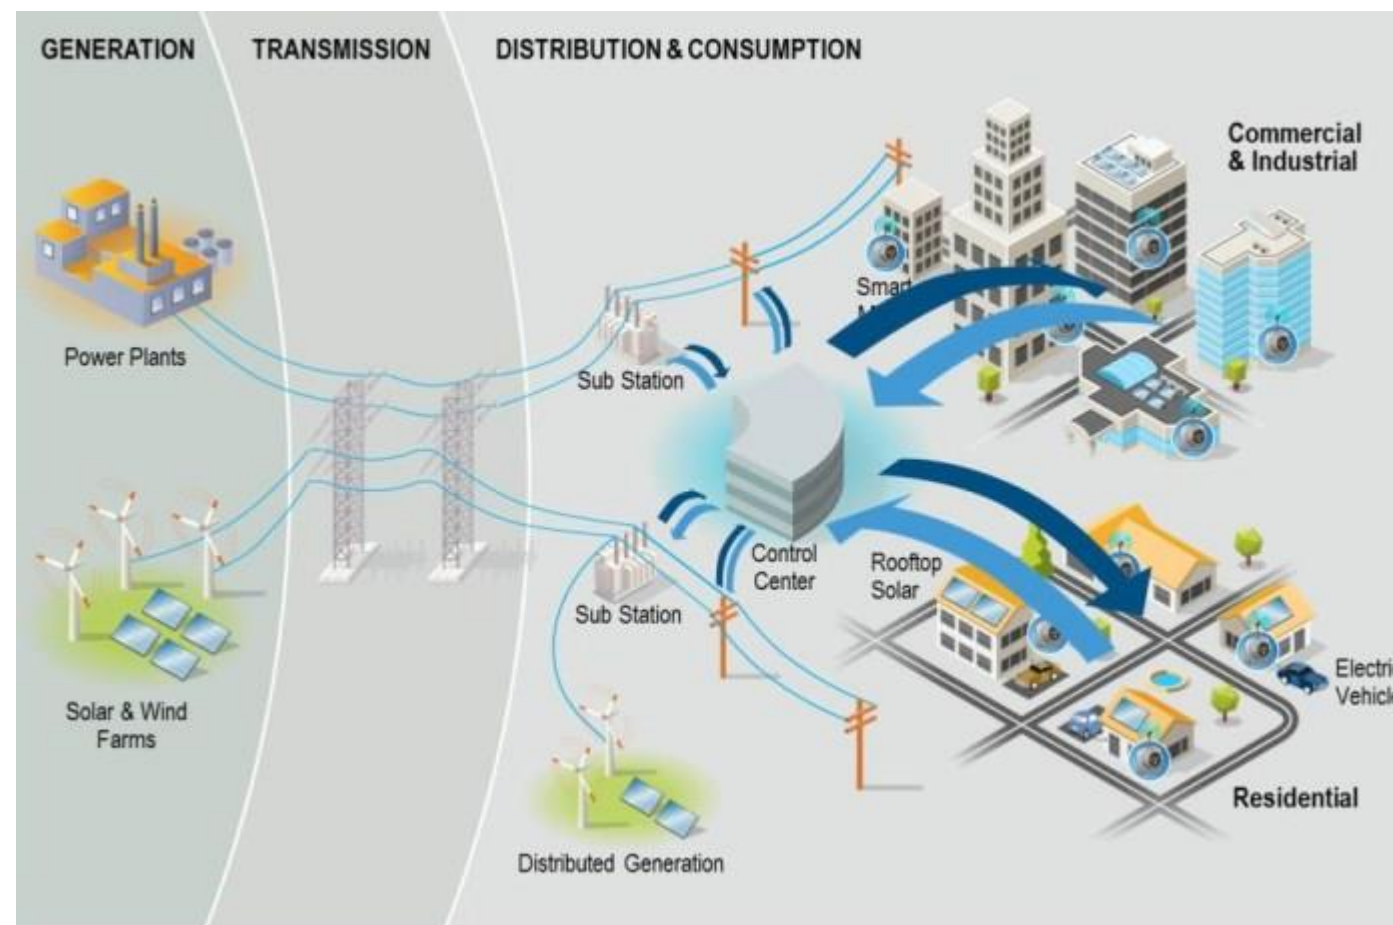 GENERATION
TRANSMISSION
DISTRIBUTION & CONSUMPTION
Commercial
& Industrial
Power Plants
Sub Station
Control
Center
Rooftop
Solar
Sub Station
Solar & Wind
Farms
Residential
Distributed Generation